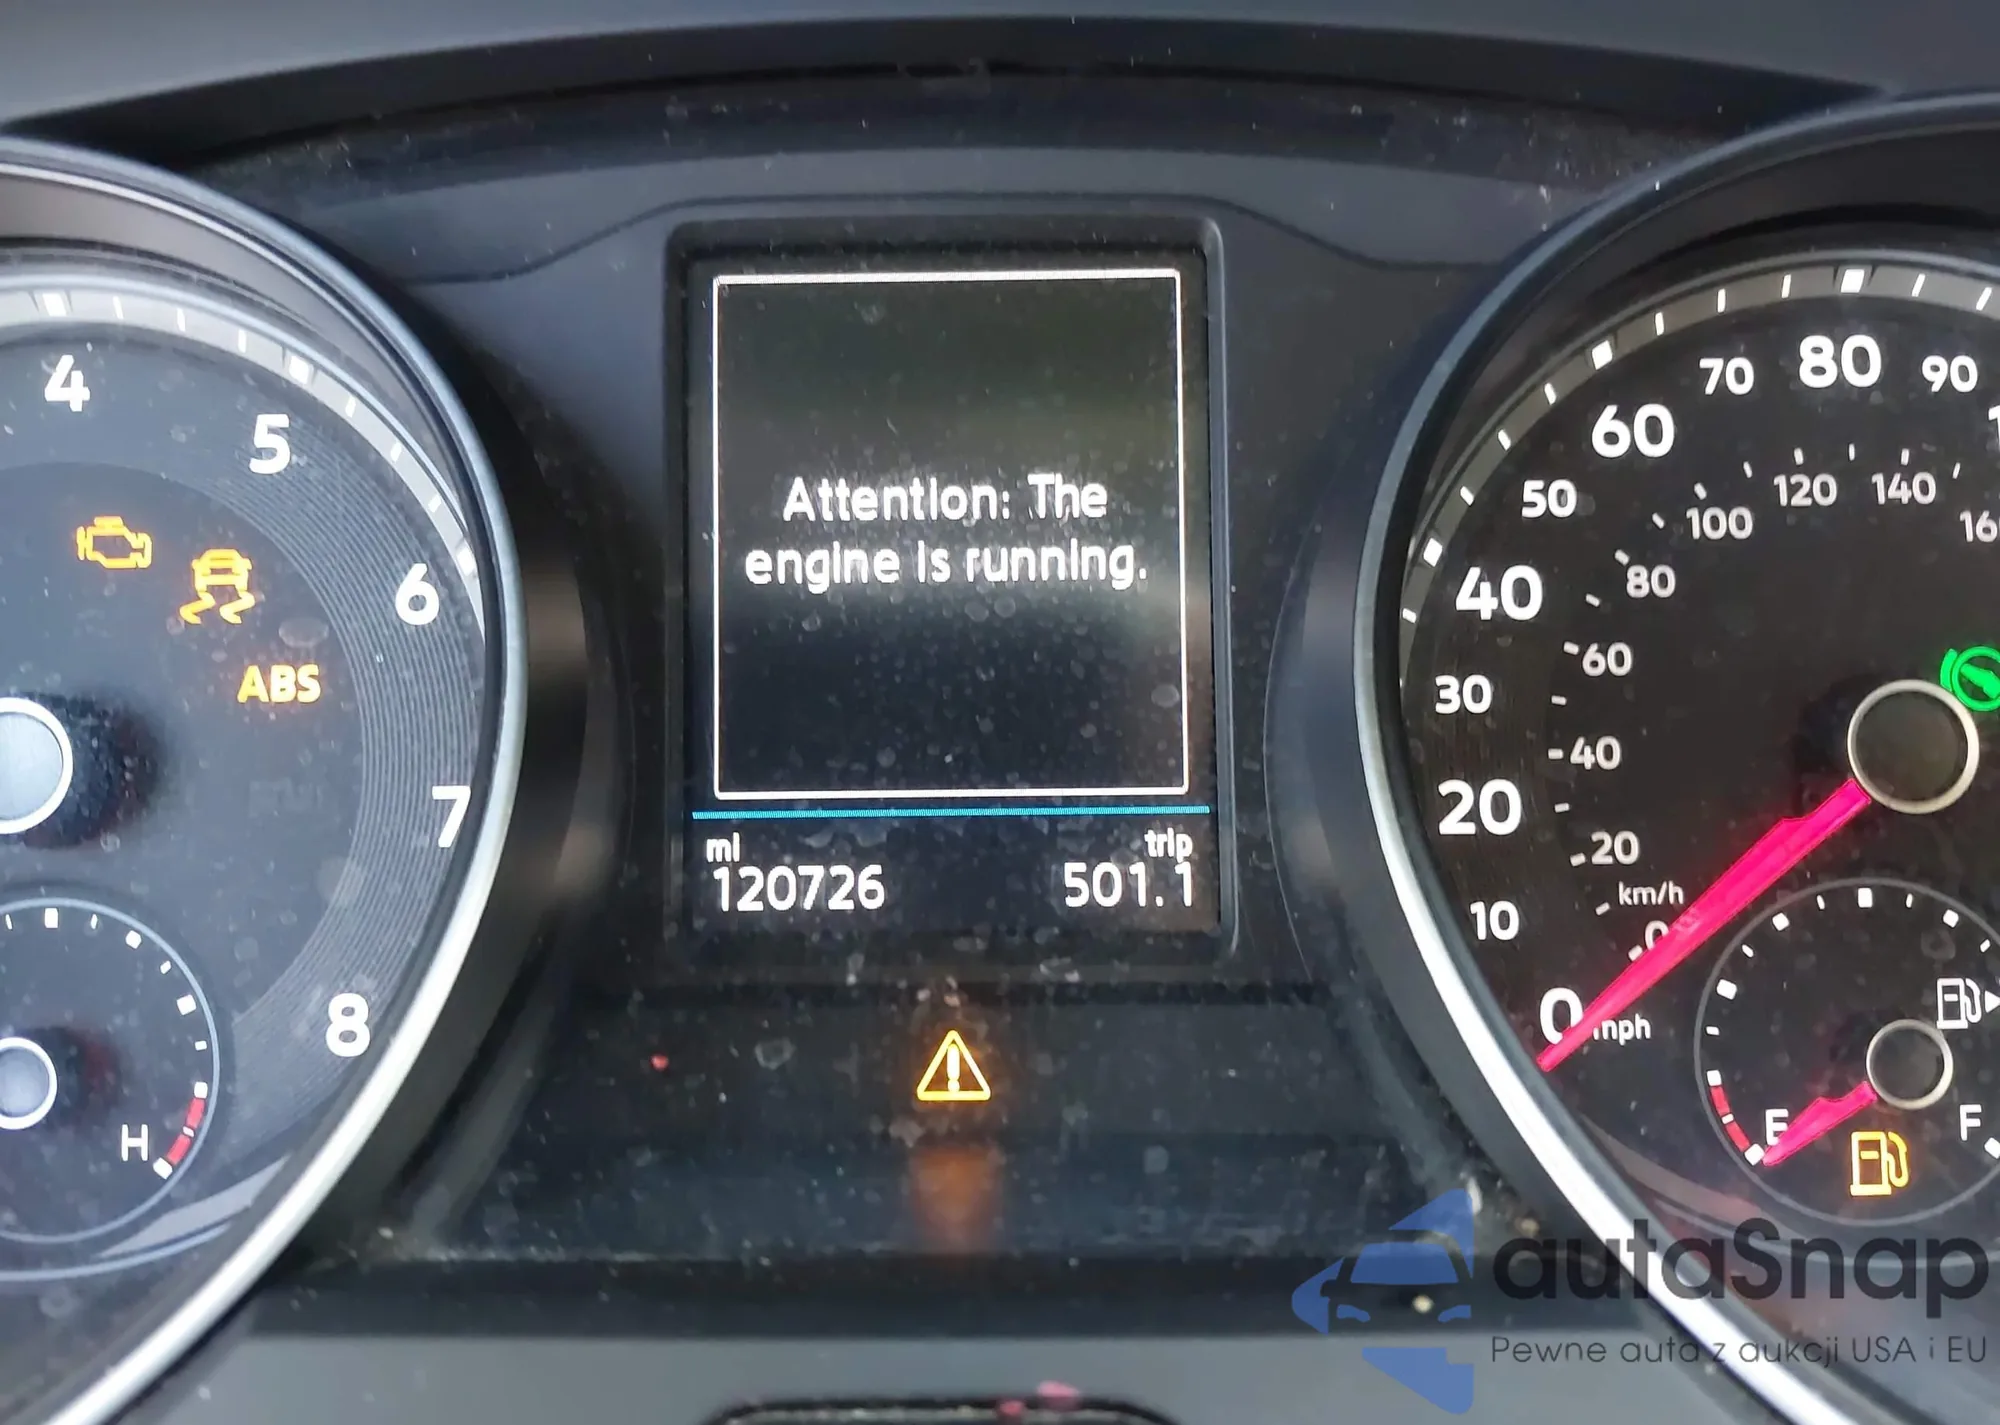 4
5
6
7
8
ABS
H
Attention: The
engine is running.
mi
120726
trip
501.1
0
10
20
30
40
50
60
70
80
90
mph
0
20
40
60
80
100
120
140
km/h
E
F
autaSnap
Pewne auta z aukcji USA i EU